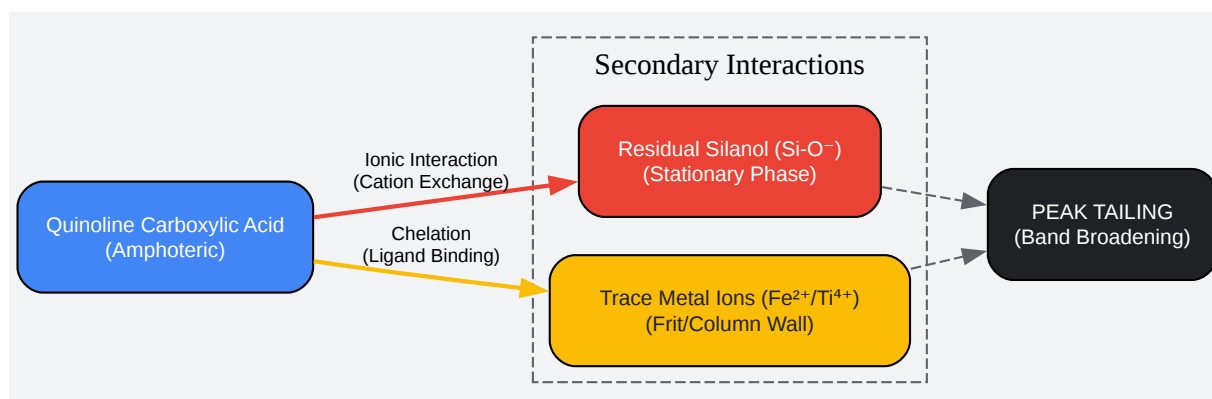 Secondary Interactions
Quinoline Carboxylic Acid
(Amphoteric)
Ionic Interaction
(Cation Exchange)
Chelation
(Ligand Binding)
Residual Silanol (Si-O⁻)
(Stationary Phase)
Trace Metal Ions (Fe²⁺/Ti⁴⁺)
(Frit/Column Wall)
PEAK TAILING
(Band Broadening)